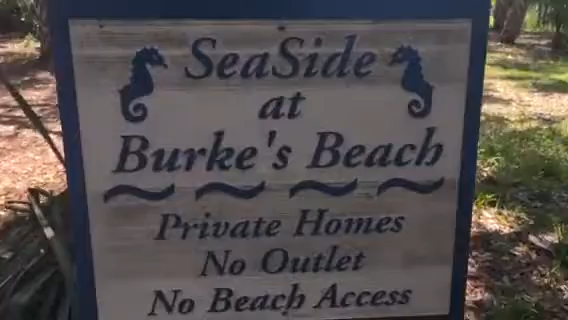 SeaSide
at
Burke's Beach
Private Homes
No Outlet
No Beach Access